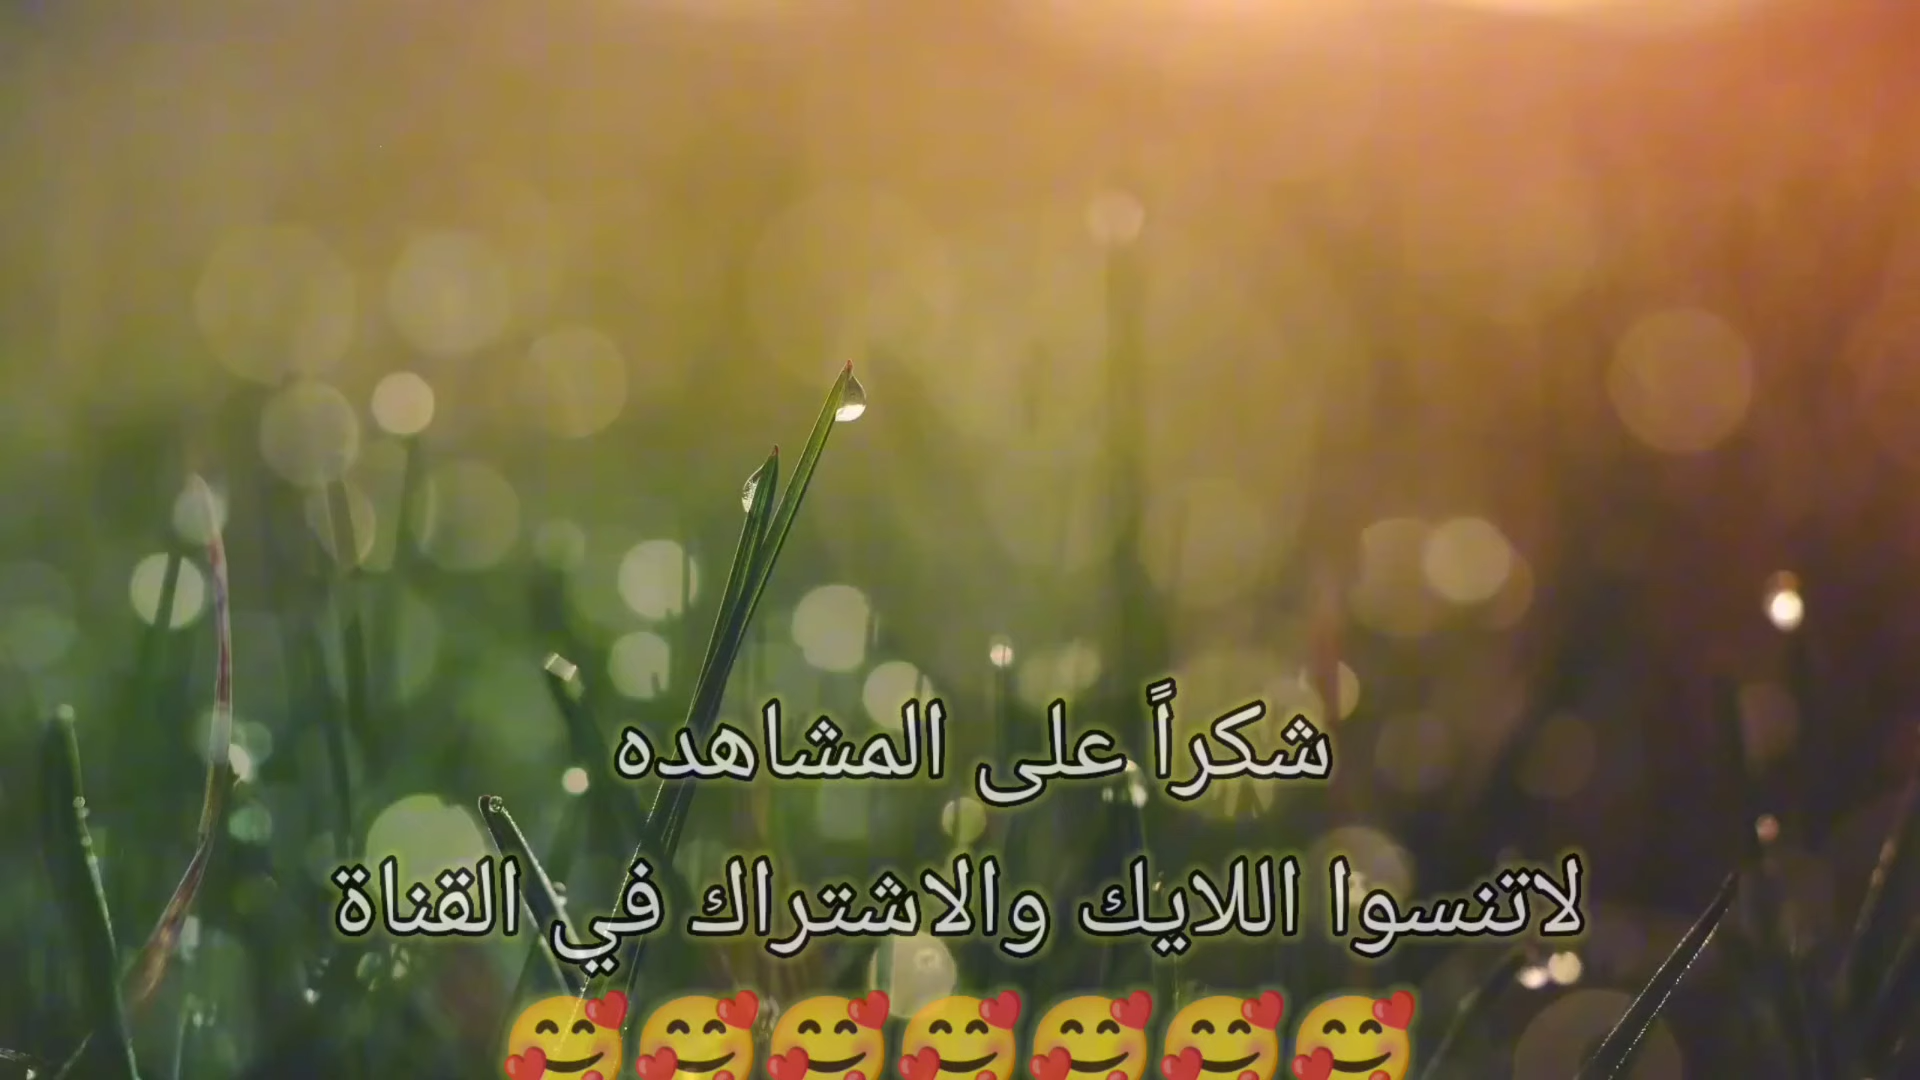 شكراً على المشاهده
لاتنسوا اللايك والاشتراك في القناة
🥰🥰🥰🥰🥰🥰🥰